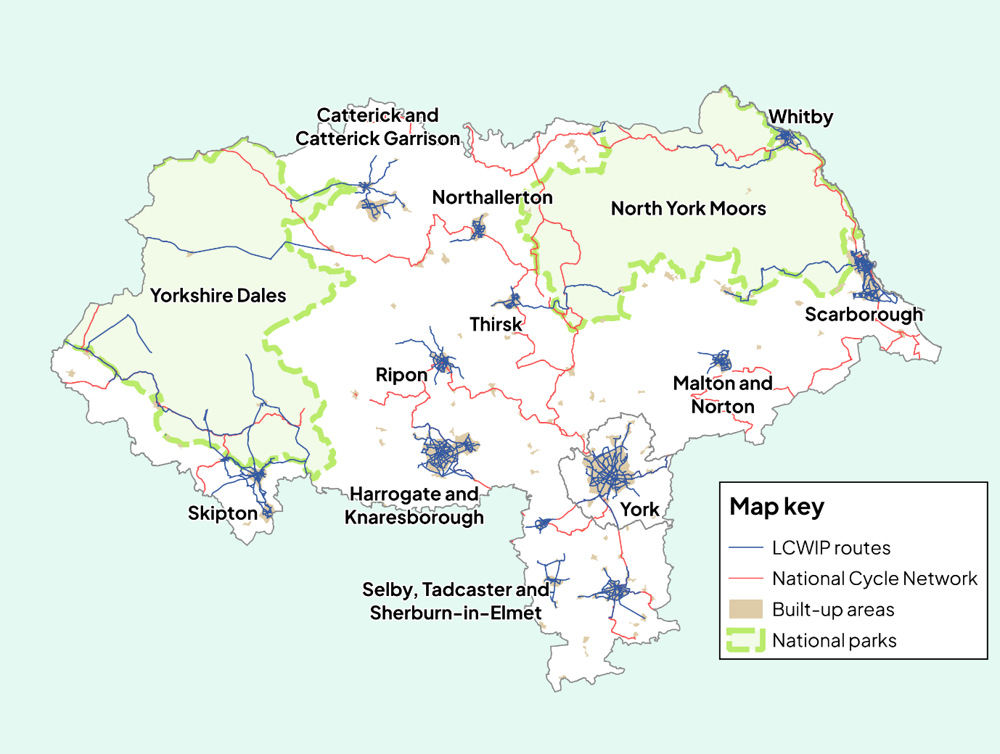 Catterick and
Catterick Garrison
Whitby
Northallerton
North York Moors
Yorkshire Dales
Thirsk
Scarborough
Ripon
Malton and
Norton
Harrogate and
Knaresborough
Skipton
York
Selby, Tadcaster and
Sherburn-in-Elmet
Map key
LCWIP routes
National Cycle Network
Built-up areas
National parks